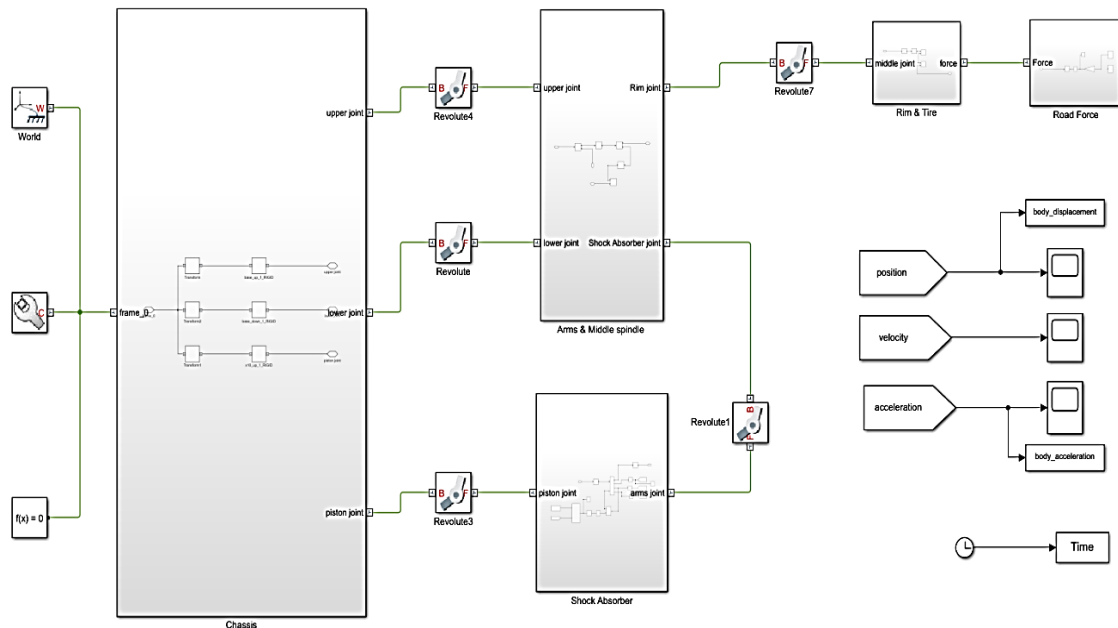 W
World
C
f(x) = 0
frame_0
Transform
base_up_1_RIGID
upper joint
lower joint
piston joint
Chassis
B F
Revolute4
B F
Revolute
B F
Revolute3
upper joint
Rim joint
lower joint
Shock Absorber joint
Arms & Middle spindle
piston joint
arms joint
Shock Absorber
Revolute1
B
F
B F
Revolute7
middle joint
force
Rim & Tire
Force
Road Force
position
body_displacement
velocity
acceleration
body_acceleration
Time